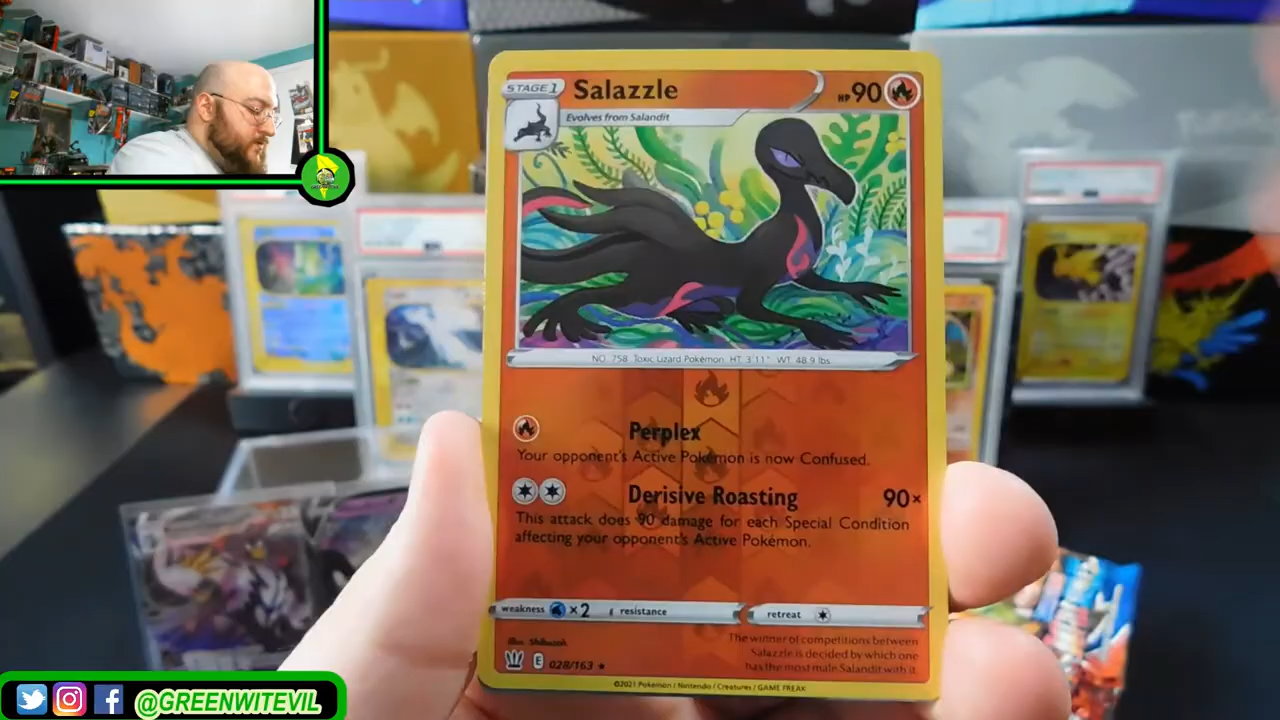 STAGE 1 Salazzle HP 90
Evolves from Salandit
NO. 758 Toxic Lizard Pokémon HT: 3'11" WT: 48.9 lbs
Perplex
Your opponent's Active Pokémon is now Confused.
Derisive Roasting 90×
This attack does 90 damage for each Special Condition
affecting your opponent's Active Pokémon.
weakness ×2 resistance retreat
Illus. Shibuzoh
The winner of competitions between
Salazzle is decided by which one
has the most male Salandit with it.
E 028/163
©2021 Pokémon / Nintendo / Creatures / GAME FREAK
@GREENWITEVIL